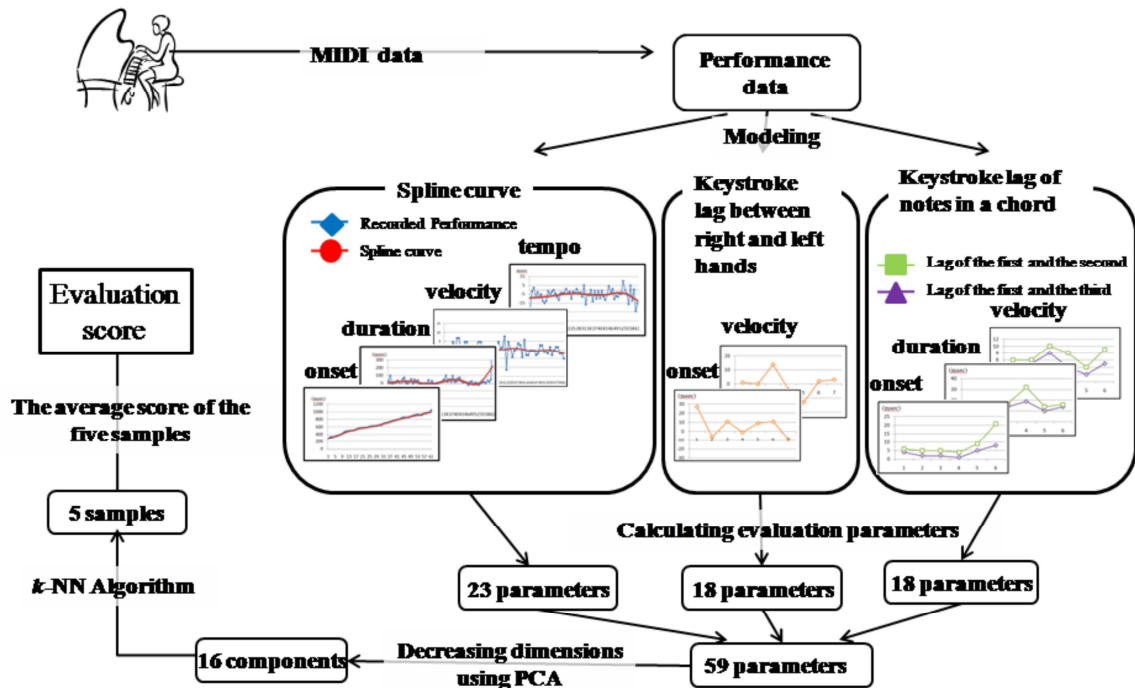 MIDI data
Performance
data
Modeling
Spline curve
Recorded Performance
Spline curve
tempo
velocity
duration
onset
Keystroke
lag between
right and left
hands
velocity
onset
Keystroke lag of
notes in a chord
Lag of the first and the second
Lag of the first and the third
velocity
duration
onset
Evaluation
score
The average score of the
five samples
5 samples
Calculating evaluation parameters
k-NN Algorithm
23 parameters
18 parameters
18 parameters
16 components
Decreasing dimensions
using PCA
59 parameters